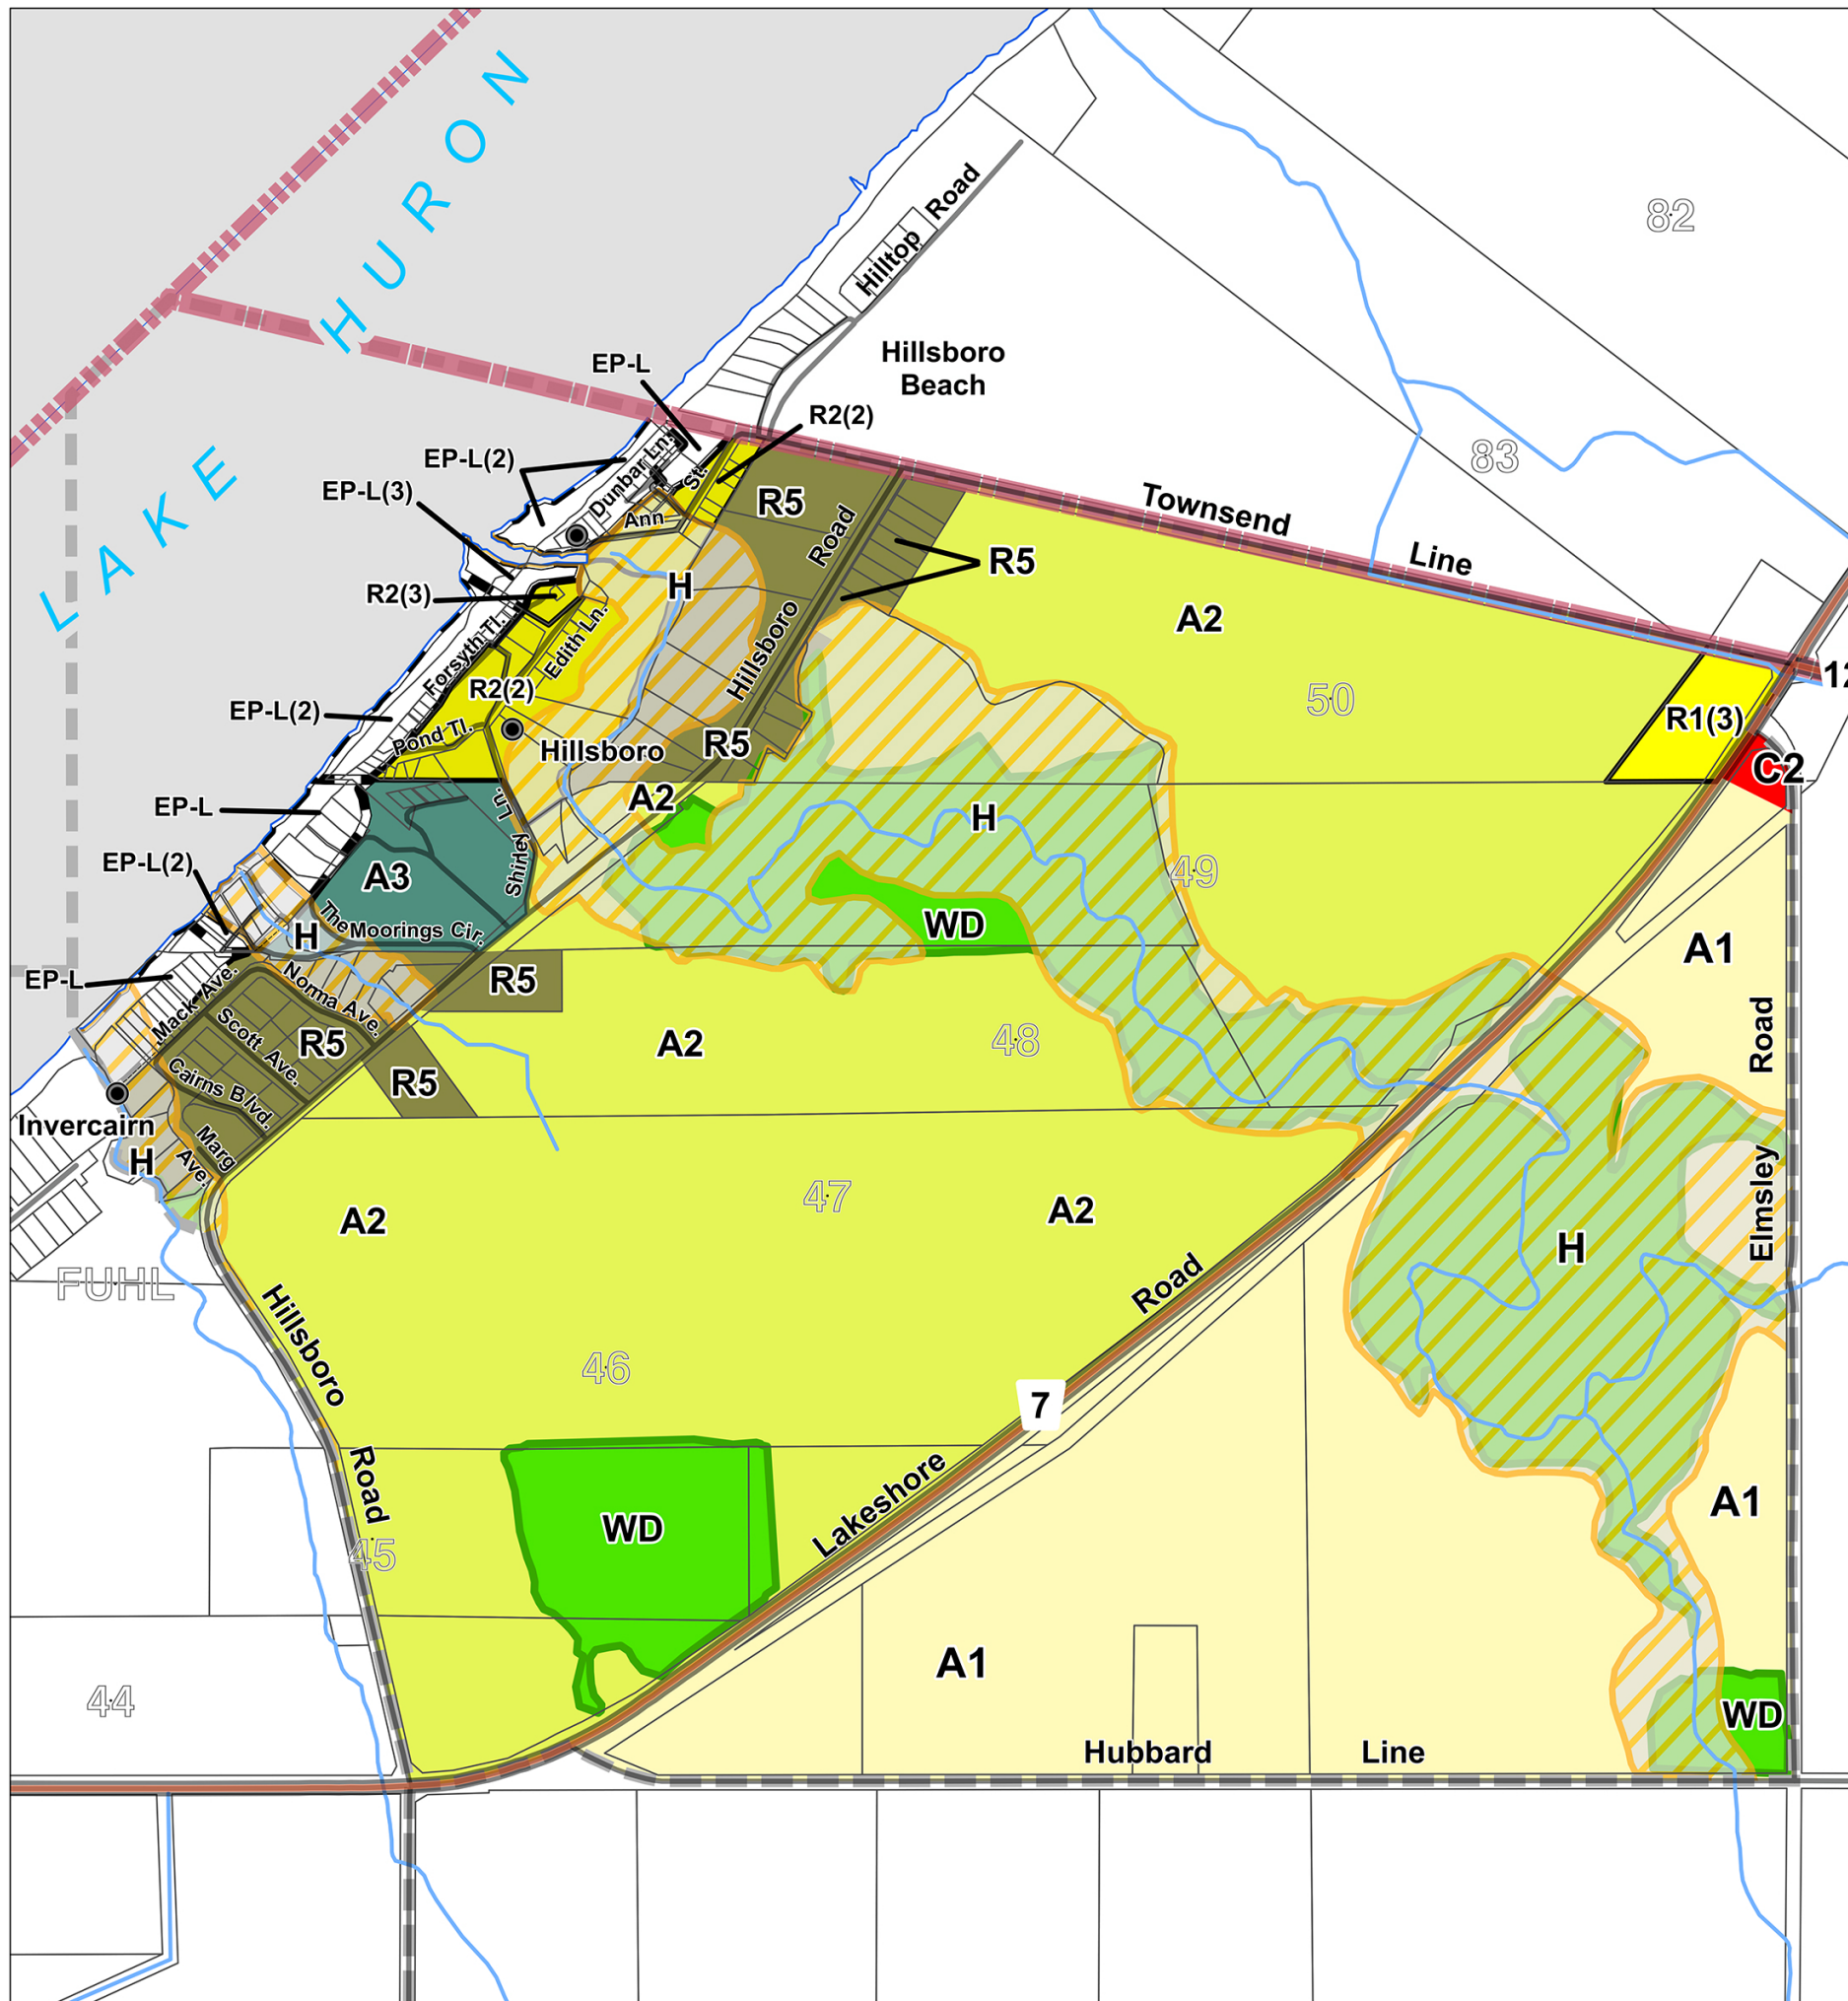 LAKE HURON
82
Hilltop Road
Hillsboro
Beach
EP-L
R2(2)
EP-L(2)
83
EP-L(3)
Dunbar Ln.
St.
Ann
R5
Road
Townsend
Line
R5
R2(3)
H
A2
Forsyth Tl.
Edith Ln.
Hillsboro
R2(2)
50
R1(3)
12
EP-L(2)
Pond Tl.
Hillsboro
R5
C2
A2
EP-L
H
Shirley Ln.
EP-L(2)
A3
49
The Moorings Cir.
WD
H
A1
EP-L
R5
Mack Ave.
Norma Ave.
Scott Ave.
R5
A2
48
Road
Cairns Blvd.
R5
Invercairn
Marg
Ave.
H
47
A2
A2
Elmsley
H
FUHL
Hillsboro
Road
46
7
Road
Lakeshore
A1
WD
45
A1
44
WD
Hubbard
Line